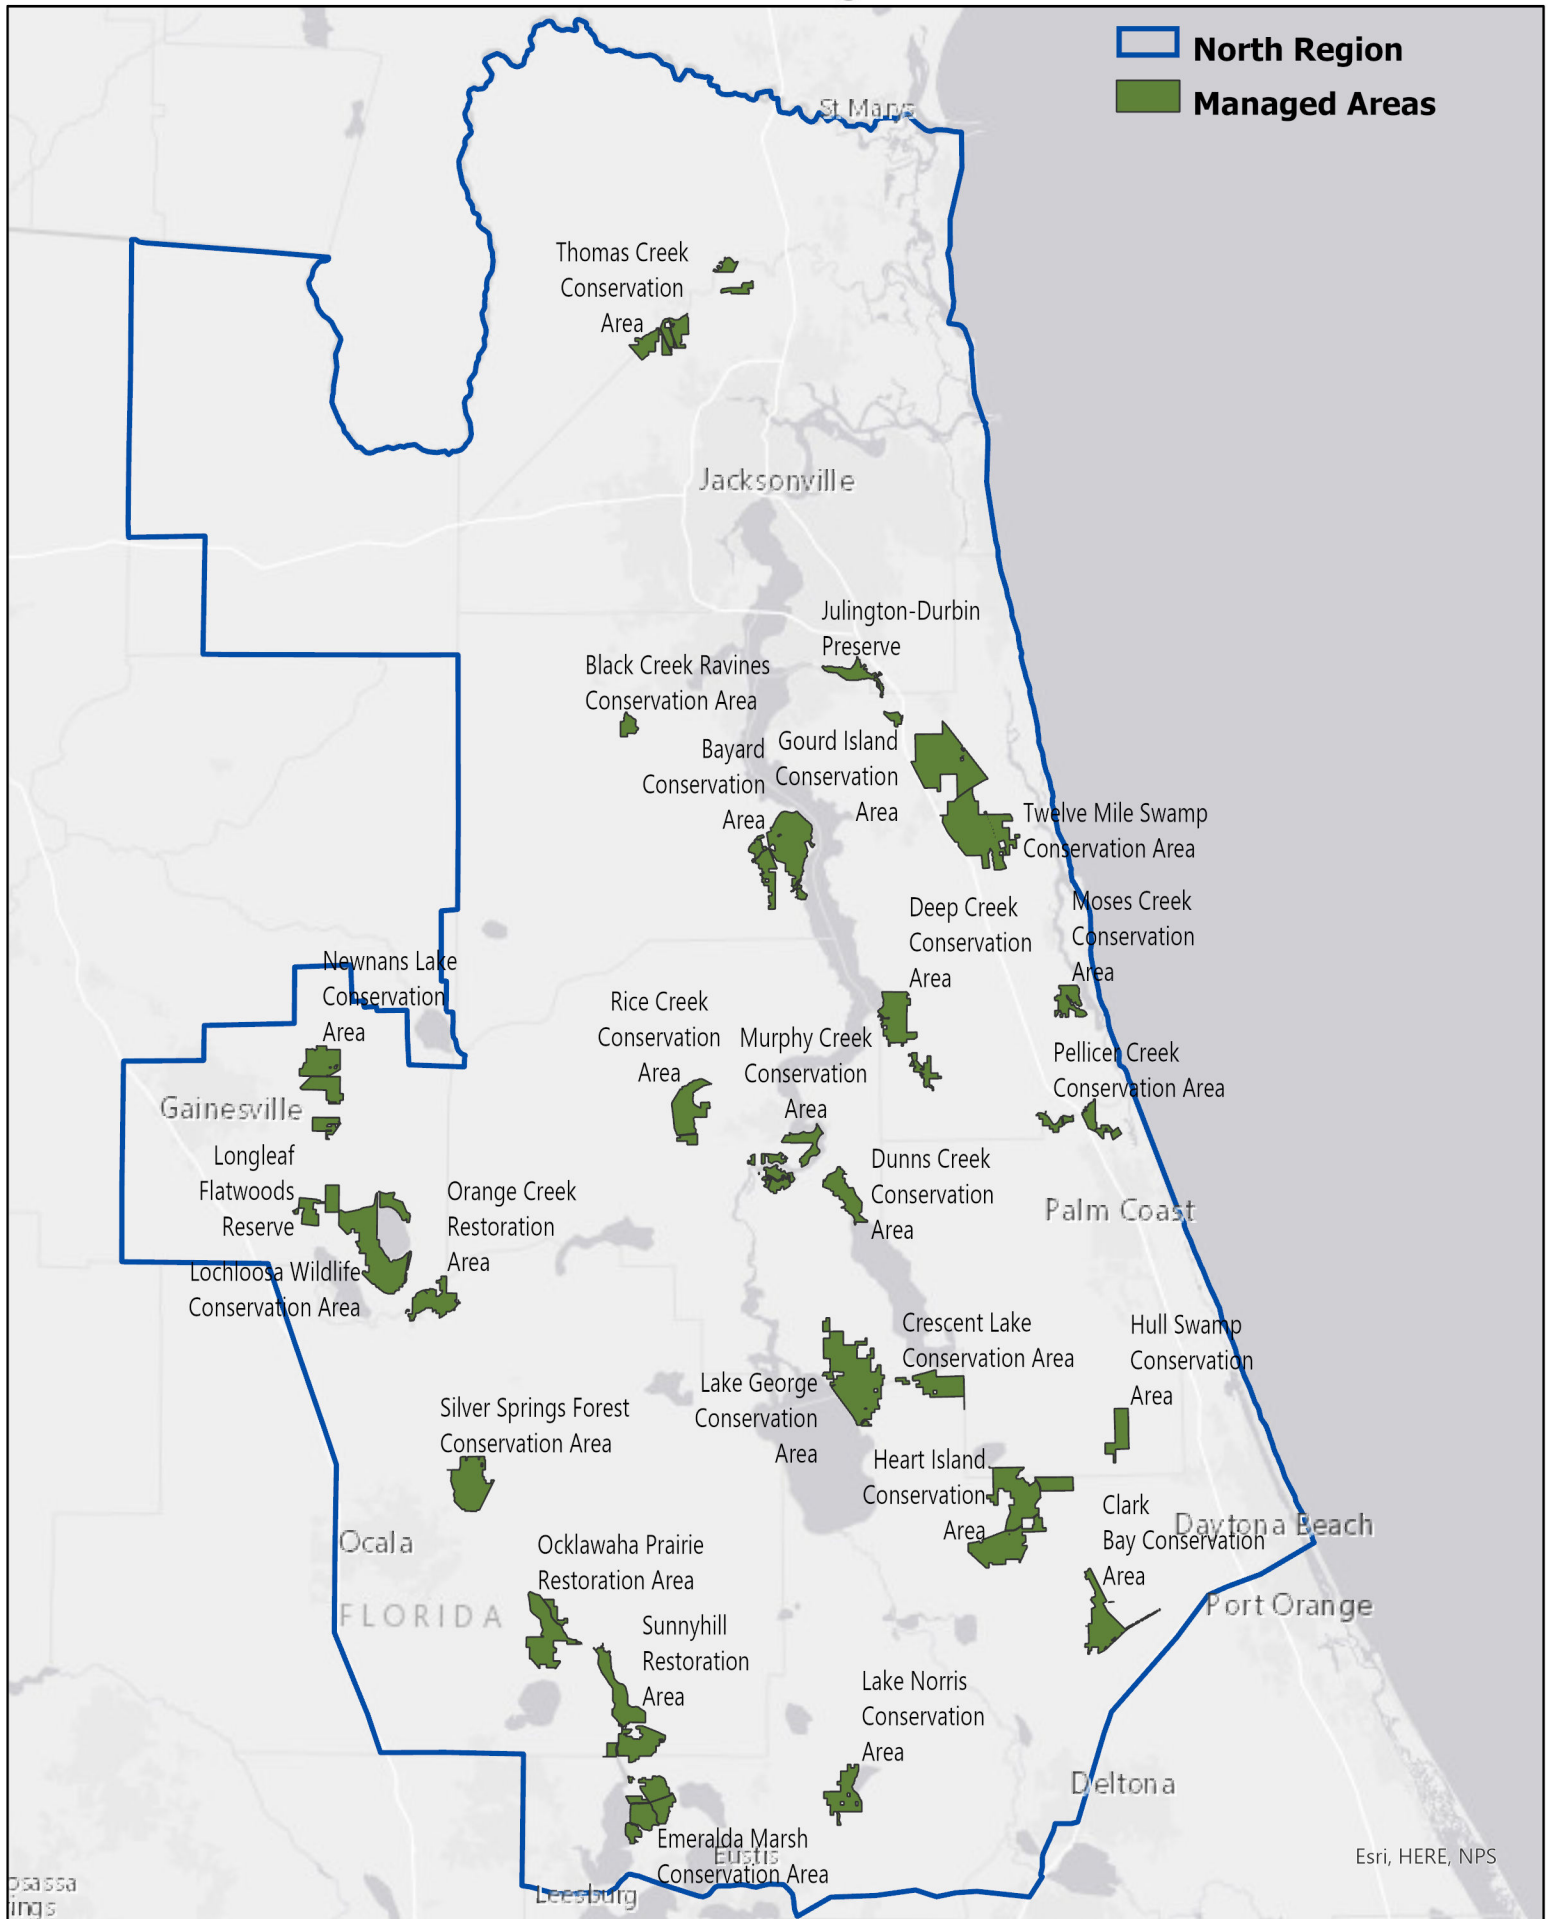 North Region
Managed Areas
St Marys
Thomas Creek
Conservation
Area
Jacksonville
Julington-Durbin
Preserve
Black Creek Ravines
Conservation Area
Bayard
Conservation
Area
Gourd Island
Conservation
Area
Twelve Mile Swamp
Conservation Area
Deep Creek
Conservation
Area
Moses Creek
Conservation
Area
Newnans Lake
Conservation
Area
Rice Creek
Conservation
Area
Murphy Creek
Conservation
Area
Pellicer Creek
Conservation Area
Gainesville
Longleaf
Flatwoods
Reserve
Orange Creek
Restoration
Area
Dunns Creek
Conservation
Area
Palm Coast
Lochloosa Wildlife
Conservation Area
Crescent Lake
Conservation Area
Hull Swamp
Conservation
Area
Lake George
Conservation
Area
Silver Springs Forest
Conservation Area
Heart Island
Conservation
Area
Clark
Bay Conservation
Area
Daytona Beach
Ocala
Ocklawaha Prairie
Restoration Area
FLORIDA
Port Orange
Sunnyhill
Restoration
Area
Lake Norris
Conservation
Area
Deltona
Emeralda Marsh
Conservation Area
Eustis
Leesburg
Esri, HERE, NPS
osassa
ings